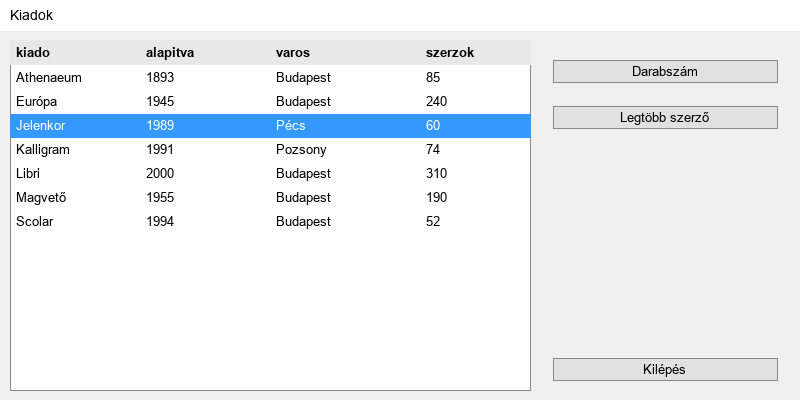 Kiadok
kiado alapitva varos szerzok
Athenaeum 1893 Budapest 85
Európa 1945 Budapest 240
Jelenkor 1989 Pécs 60
Kalligram 1991 Pozsony 74
Libri 2000 Budapest 310
Magvető 1955 Budapest 190
Scolar 1994 Budapest 52
Darabszám
Legtöbb szerző
Kilépés